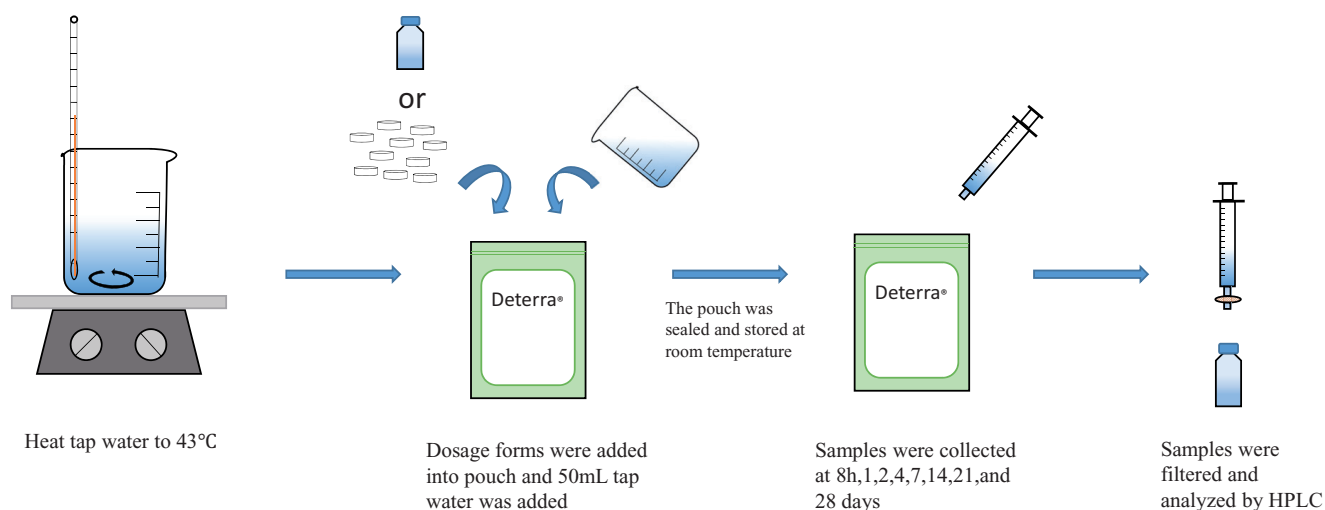 or
Deterra®
Deterra®
The pouch was
sealed and stored at
room temperature
Heat tap water to 43℃
Dosage forms were added
into pouch and 50mL tap
water was added
Samples were collected
at 8h,1,2,4,7,14,21,and
28 days
Samples were
filtered and
analyzed by HPLC